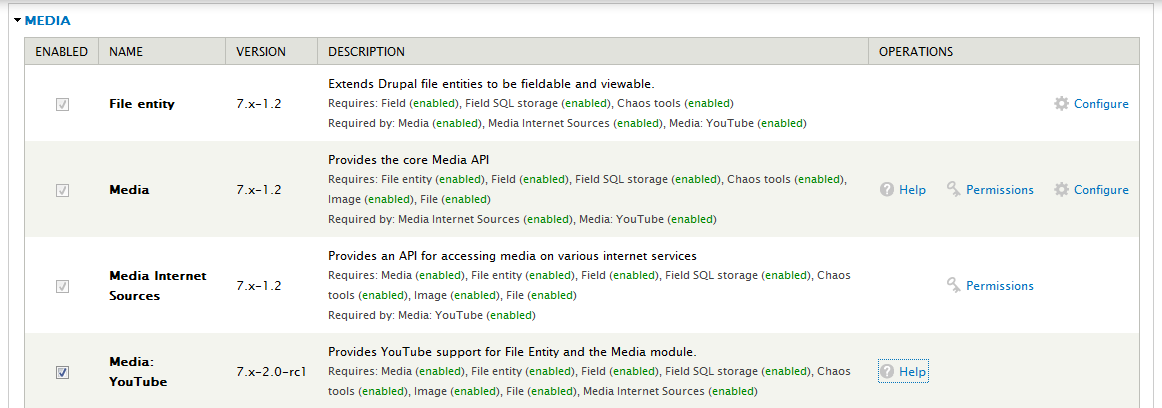 MEDIA
ENABLED NAME VERSION DESCRIPTION OPERATIONS
File entity 7.x-1.2 Extends Drupal file entities to be fieldable and viewable.
Requires: Field (enabled), Field SQL storage (enabled), Chaos tools (enabled)
Required by: Media (enabled), Media Internet Sources (enabled), Media: YouTube (enabled)
Configure
Media 7.x-1.2 Provides the core Media API
Requires: File entity (enabled), Field (enabled), Field SQL storage (enabled), Chaos tools (enabled),
Image (enabled), File (enabled)
Required by: Media Internet Sources (enabled), Media: YouTube (enabled)
Help Permissions Configure
Media Internet
Sources
7.x-1.2
Provides an API for accessing media on various internet services
Requires: Media (enabled), File entity (enabled), Field (enabled), Field SQL storage (enabled), Chaos
tools (enabled), Image (enabled), File (enabled)
Required by: Media: YouTube (enabled)
Permissions
Media:
YouTube
7.x-2.0-rc1
Provides YouTube support for File Entity and the Media module.
Requires: Media (enabled), File entity (enabled), Field (enabled), Field SQL storage (enabled), Chaos
tools (enabled), Image (enabled), File (enabled), Media Internet Sources (enabled)
Help